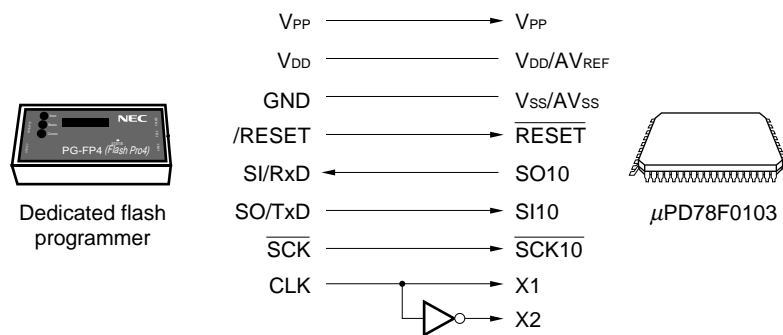 VPP VPP
VDD VDD/AVREF
GND VSS/AVSS
/RESET RESET
SI/RxD SO10
SO/TxD SI10
SCK SCK10
CLK X1
X2
NEC
PG-FP4 (Flash Pro4)
Dedicated flash
programmer
μPD78F0103